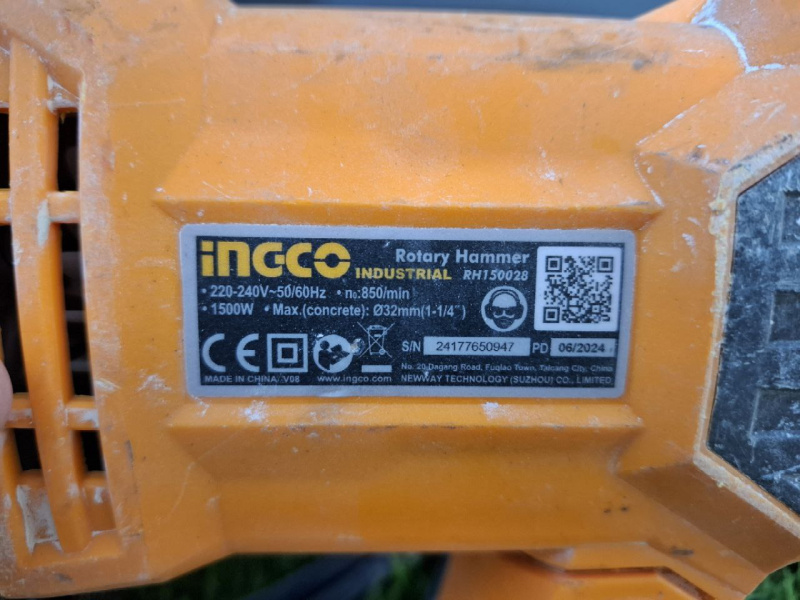 INGCO INDUSTRIAL
Rotary Hammer
RH150028
• 220-240V~50/60Hz • n₀:850/min
• 1500W • Max.(concrete): Ø32mm(1-1/4")
CE
S/N 24177650947 PD 06/2024
MADE IN CHINA V08 www.ingco.com
No. 20 Dagang Road, Fuqiao Town, Taicang City, China
NEWWAY TECHNOLOGY (SUZHOU) CO., LIMITED